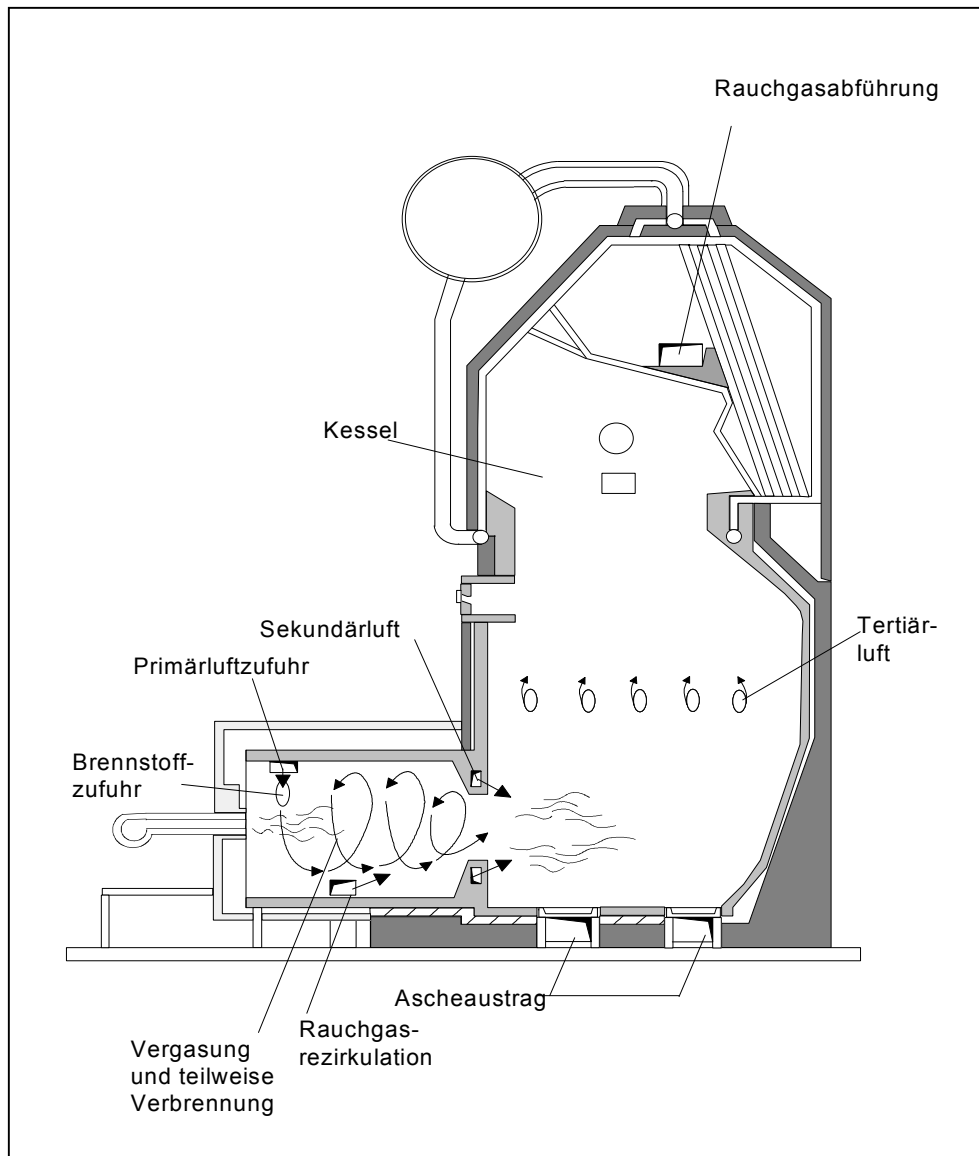 Rauchgasabführung
Kessel
Sekundärluft
Tertiär-
luft
Primärluftzufuhr
Brennstoff-
zufuhr
Ascheaustrag
Rauchgas-
rezirkulation
Vergasung
und teilweise
Verbrennung